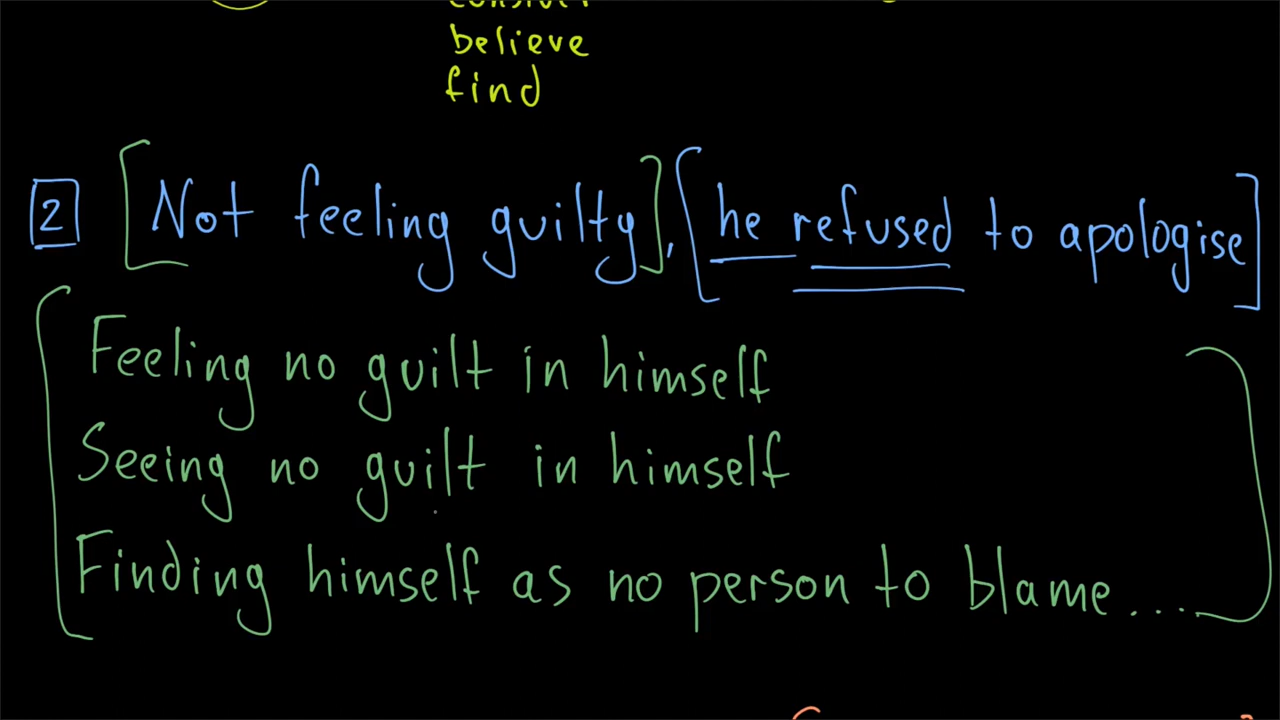 believe
find
2 [Not feeling guilty], [he refused to apologise]
Feeling no guilt in himself
Seeing no guilt in himself
Finding himself as no person to blame....